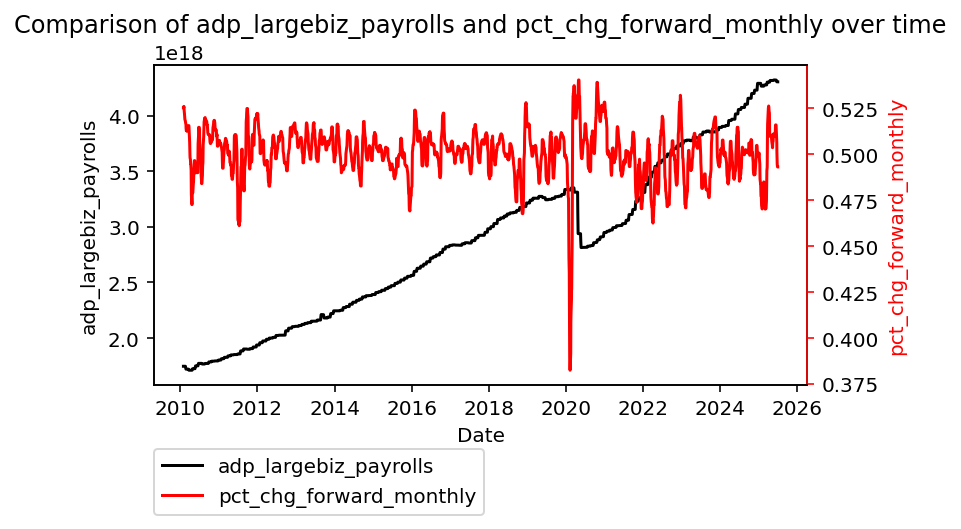 Comparison of adp_largebiz_payrolls and pct_chg_forward_monthly over time
1e18
adp_largebiz_payrolls
4.0
3.5
3.0
2.5
2.0
0.525
0.500
0.475
0.450
0.425
0.400
0.375
pct_chg_forward_monthly
2010 2012 2014 2016 2018 2020 2022 2024 2026
Date
adp_largebiz_payrolls
pct_chg_forward_monthly